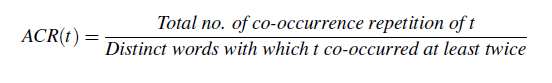 ACR(t) = Total no. of co-occurrence repetition of t
Distinct words with which t co-occurred at least twice